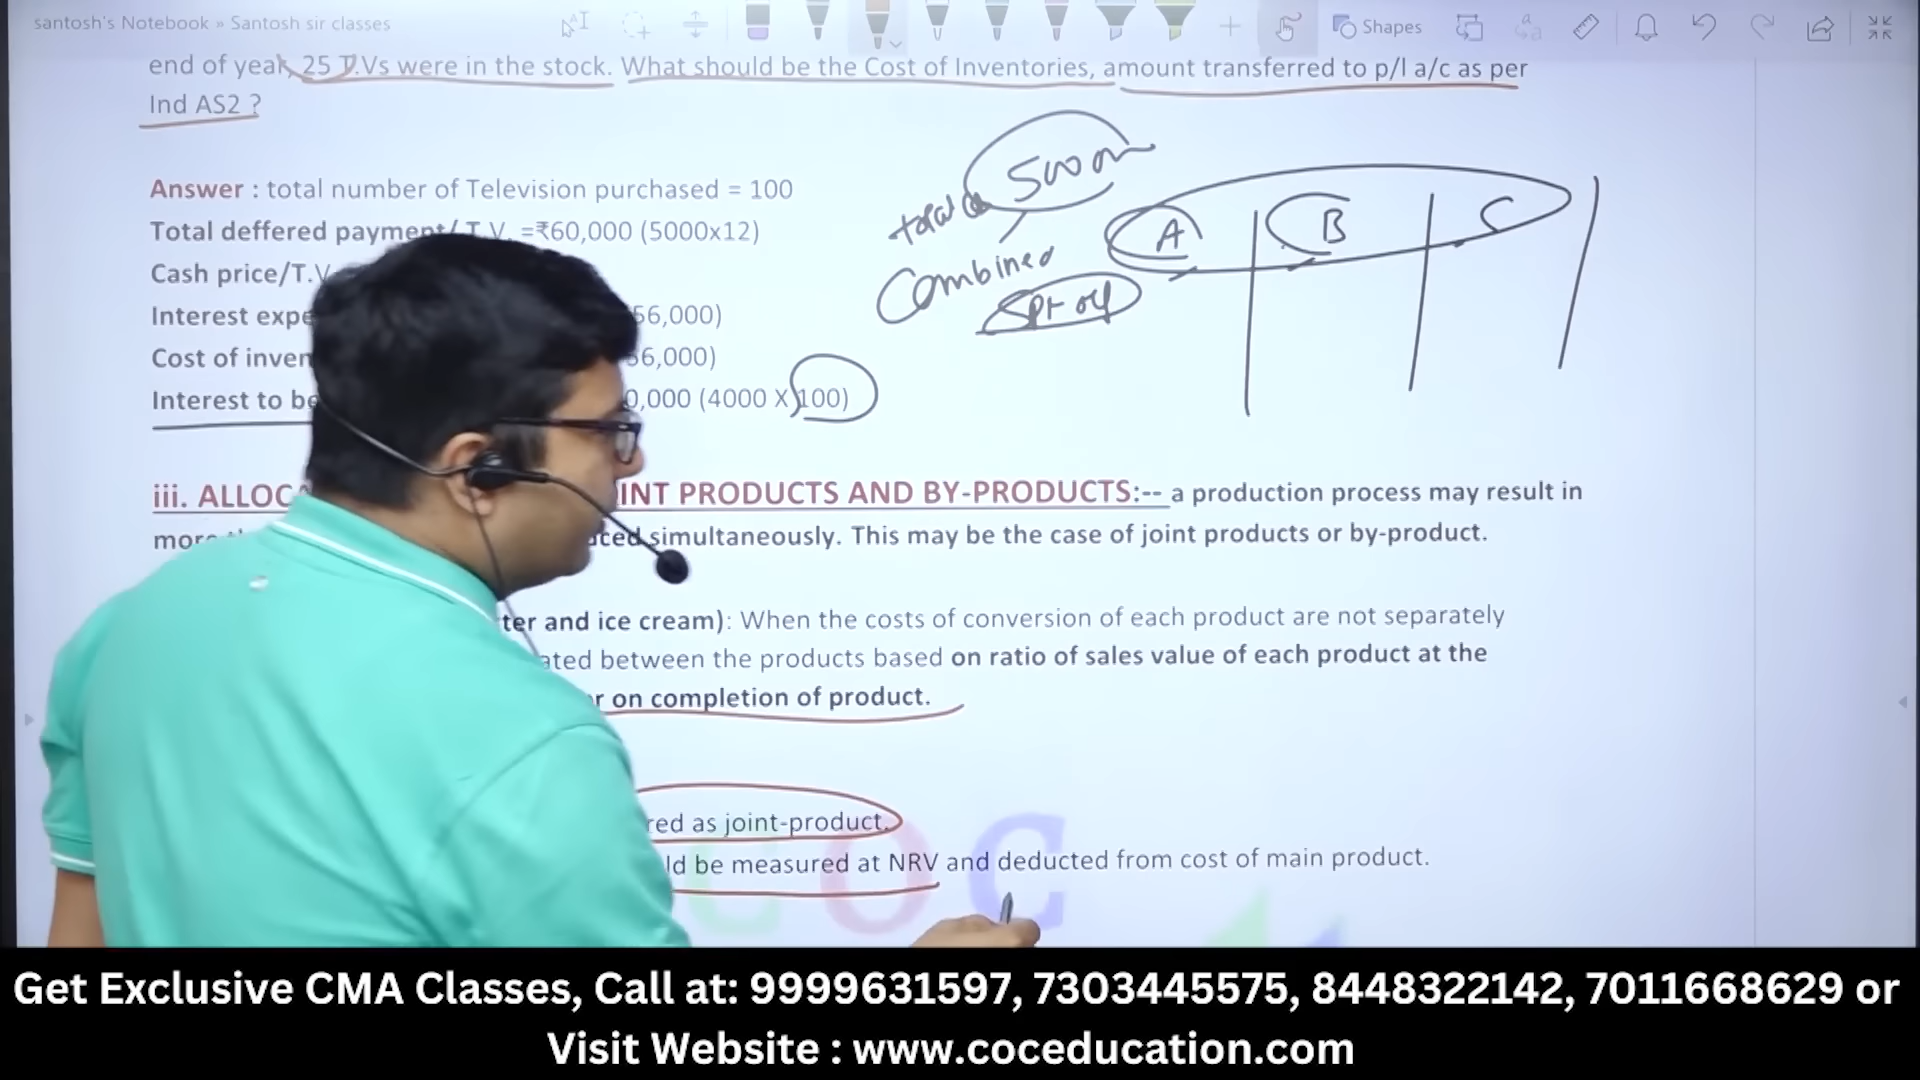 santosh's Notebook » Santosh sir classes
Shapes
end of year, 25 T.Vs were in the stock. What should be the Cost of Inventories, amount transferred to p/l a/c as per
Ind AS2 ?
Answer : total number of Television purchased = 100
Total deffered payment/ T.V. =₹60,000 (5000x12)
Cash price/T.V
Interest expe 56,000)
Cost of inven 56,000)
Interest to be 0,000 (4000 X 100)
total
Combined
A B C
iii. ALLOCA INT PRODUCTS AND BY-PRODUCTS:-- a production process may result in
simultaneously. This may be the case of joint products or by-product.
ter and ice cream): When the costs of conversion of each product are not separately
ated between the products based on ratio of sales value of each product at the
r on completion of product.
red as joint-product.
ld be measured at NRV and deducted from cost of main product.
COC
Get Exclusive CMA Classes, Call at: 9999631597, 7303445575, 8448322142, 7011668629 or
Visit Website : www.coceducation.com